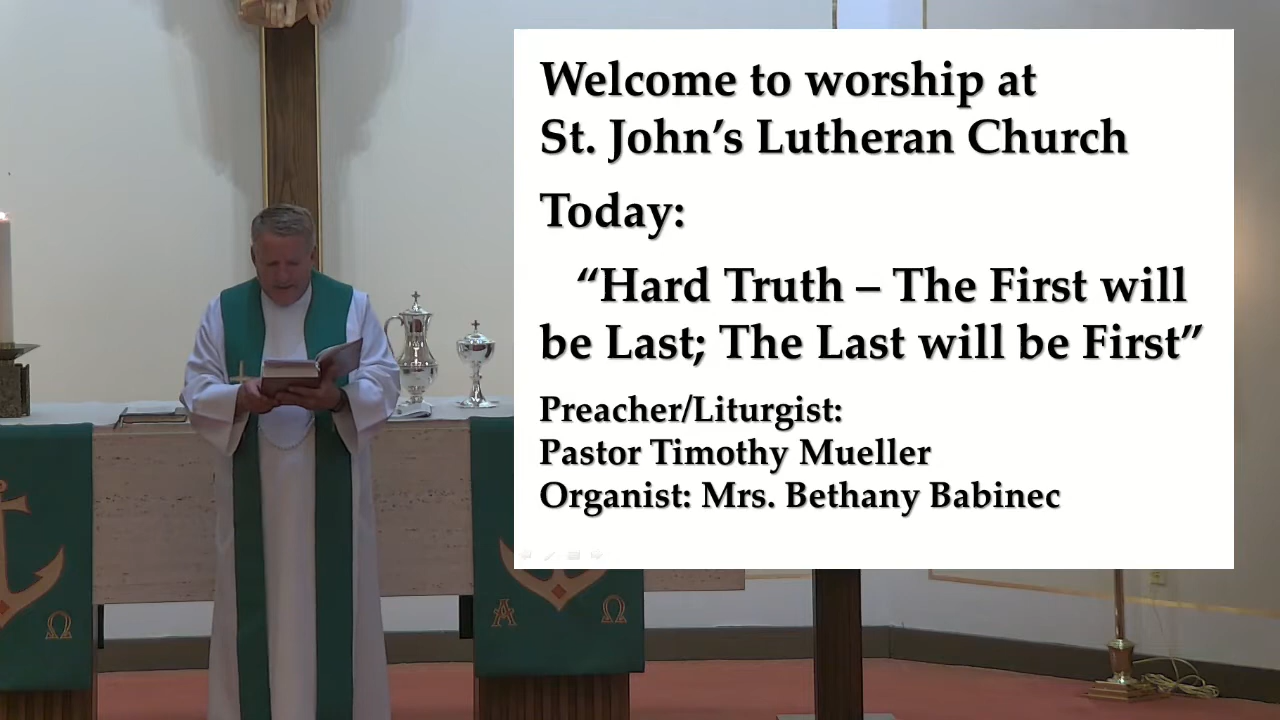 Welcome to worship at
St. John’s Lutheran Church
Today:
“Hard Truth – The First will
be Last; The Last will be First”
Preacher/Liturgist:
Pastor Timothy Mueller
Organist: Mrs. Bethany Babinec
Ω
Α Ω